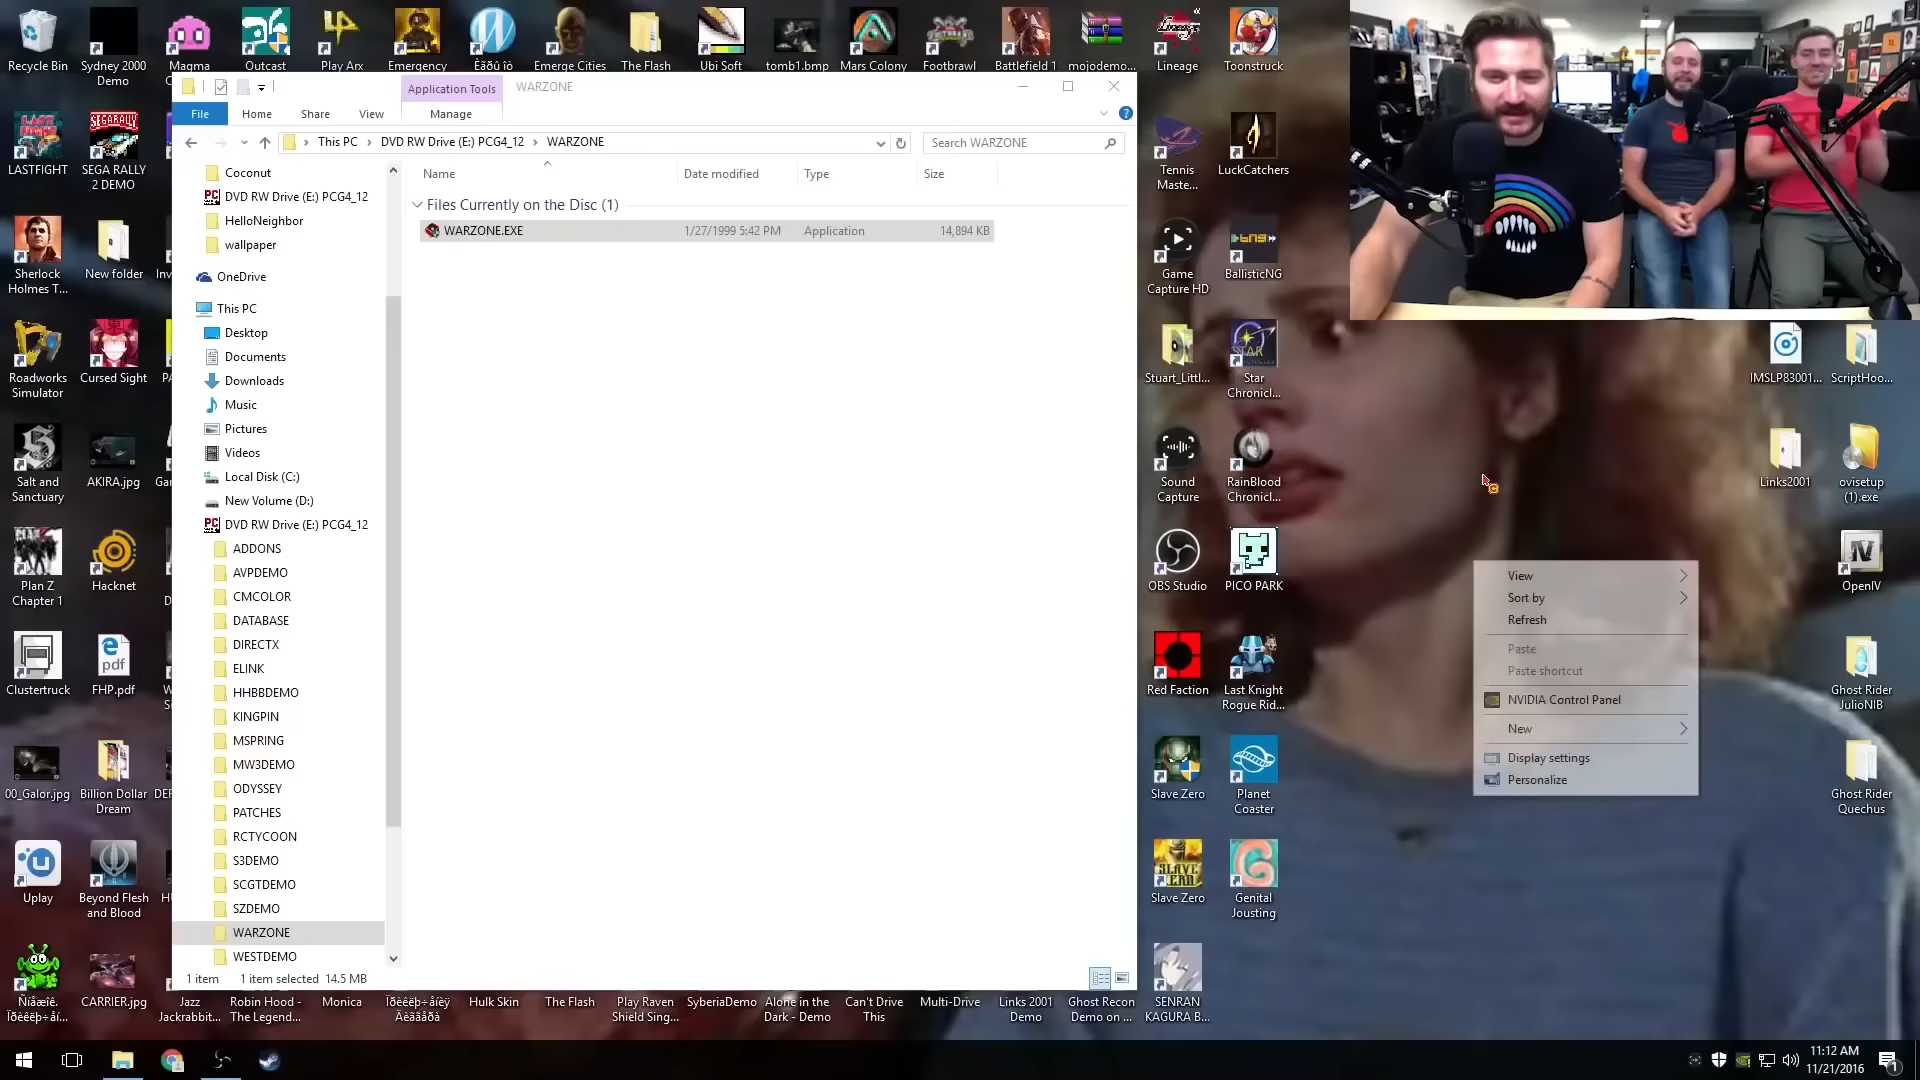 Recycle Bin
Sydney 2000
Demo
Magma
Outcast
Play Arx
Emergency
Èãðû îò
Emerge Cities
The Flash
Ubi Soft
tomb1.bmp
Mars Colony
Footbrawl
Battlefield 1
mojodemo...
Lineage
Toonstruck
Application Tools
WARZONE
File
Home
Share
View
Manage
This PC
DVD RW Drive (E:) PCG4_12
WARZONE
Search WARZONE
LASTFIGHT
SEGA RALLY
2 DEMO
Tennis
Maste...
LuckCatchers
Coconut
DVD RW Drive (E:) PCG4_12
HelloNeighbor
wallpaper
OneDrive
This PC
Desktop
Documents
Downloads
Music
Pictures
Videos
Local Disk (C:)
New Volume (D:)
DVD RW Drive (E:) PCG4_12
ADDONS
AVPDEMO
CMCOLOR
DATABASE
DIRECTX
ELINK
HHBBDEMO
KINGPIN
MSPRING
MW3DEMO
ODYSSEY
PATCHES
RCTYCOON
S3DEMO
SCGTDEMO
SZDEMO
WARZONE
WESTDEMO
Name
Date modified
Type
Size
Files Currently on the Disc (1)
WARZONE.EXE
1/27/1999 5:42 PM
Application
14,894 KB
1 item
1 item selected
14.5 MB
Sherlock
Holmes T...
New folder
Game
Capture HD
BallisticNG
Roadworks
Simulator
Cursed Sight
Stuart_Littl...
Star
Chronicl...
IMSLP83001...
ScriptHoo...
Salt and
Sanctuary
AKIRA.jpg
Sound
Capture
RainBlood
Chronicl...
Links2001
ovisetup
(1).exe
Plan Z
Chapter 1
Hacknet
OBS Studio
PICO PARK
OpenIV
View
Sort by
Refresh
Paste
Paste shortcut
NVIDIA Control Panel
New
Display settings
Personalize
Clustertruck
FHP.pdf
Red Faction
Last Knight
Rogue Rid...
Ghost Rider
JulioNIB
00_Galor.jpg
Billion Dollar
Dream
Slave Zero
Planet
Coaster
Ghost Rider
Quechus
Uplay
Beyond Flesh
and Blood
Slave Zero
Genital
Jousting
CARRIER.jpg
Jazz
Jackrabbit...
Robin Hood -
The Legend...
Monica
Hulk Skin
The Flash
Play Raven
Shield Sing...
SyberiaDemo
Alone in the
Dark - Demo
Can't Drive
This
Multi-Drive
Links 2001
Demo
Ghost Recon
Demo on ...
SENRAN
KAGURA B...
11:12 AM
11/21/2016
1